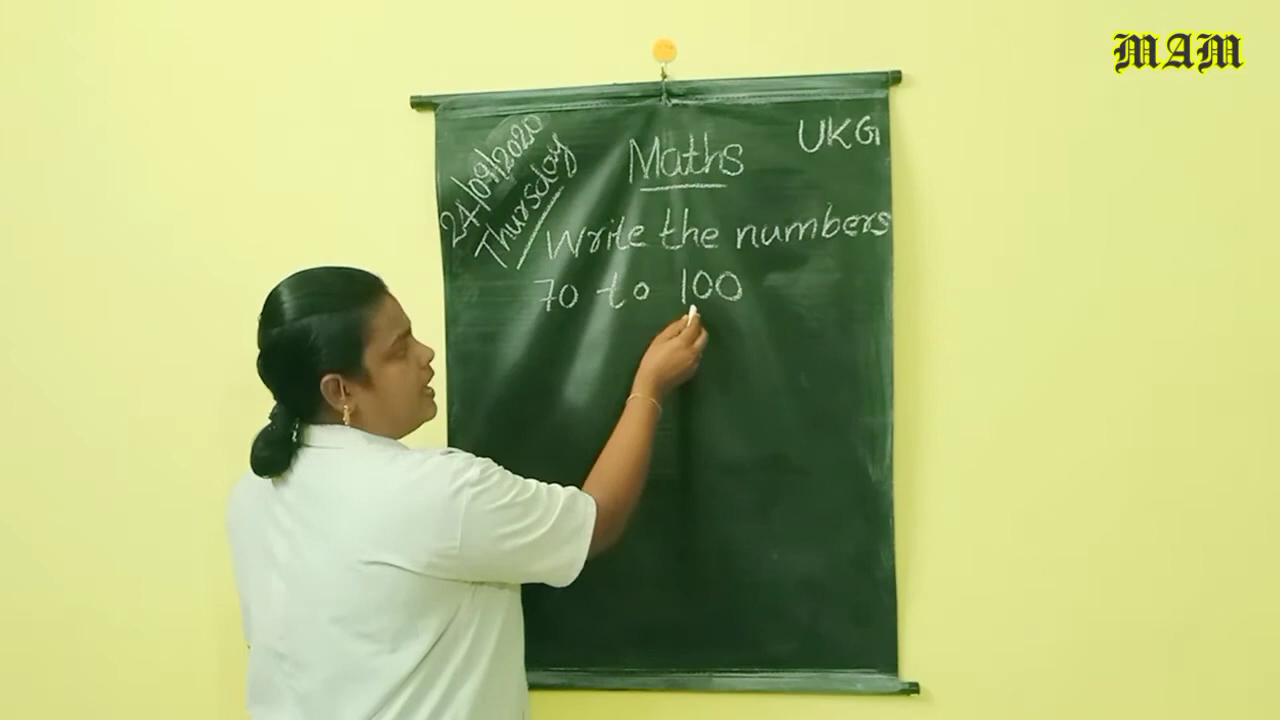 MAM
24/09/2020
Thursday
Maths
UKG
Write the numbers
70 to 100